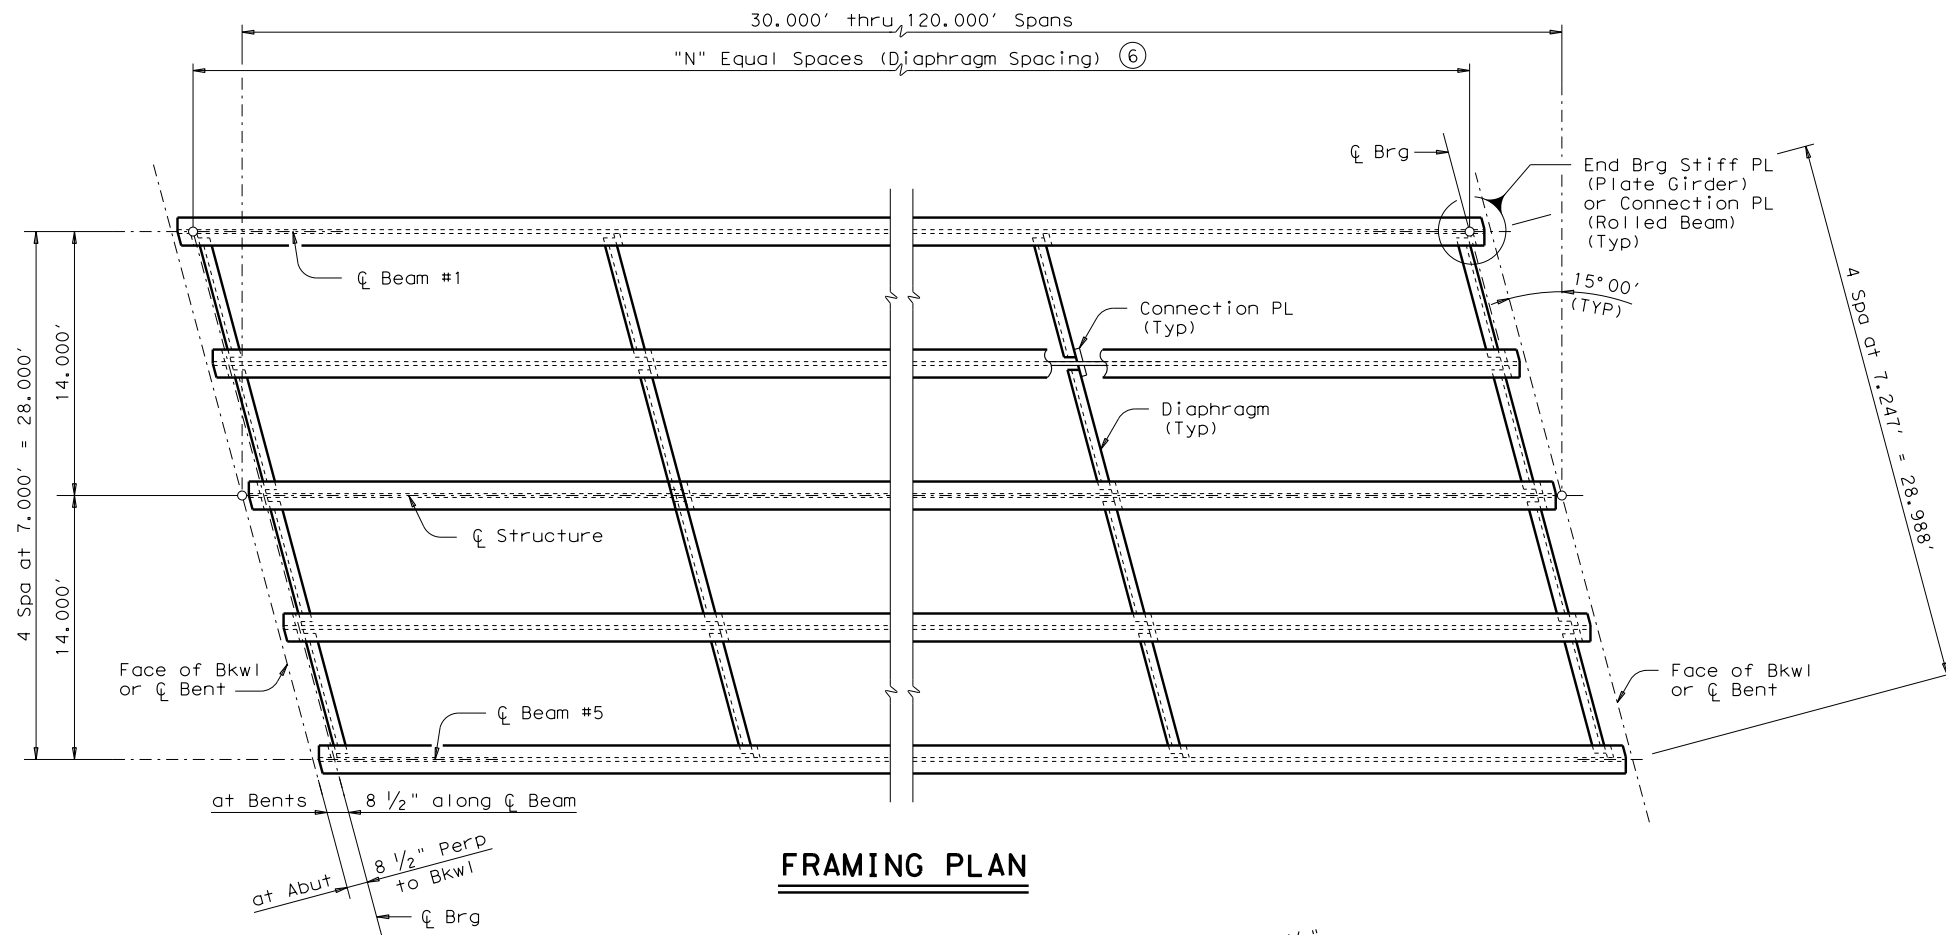 30.000' thru 120.000' Spans
"N" Equal Spaces (Diaphragm Spacing) 6
℄ Brg
End Brg Stiff PL
(Plate Girder)
or Connection PL
(Rolled Beam)
(Typ)
15°00'
(TYP)
4 Spa at 7.247' = 28.988'
4 Spa at 7.000' = 28.000'
14.000'
14.000'
℄ Beam #1
Connection PL
(Typ)
Diaphragm
(Typ)
℄ Structure
Face of Bkwl
or ℄ Bent
Face of Bkwl
or ℄ Bent
℄ Beam #5
at Bents
8 ½" along ℄ Beam
at Abut
8 ½" Perp
to Bkwl
℄ Brg
FRAMING PLAN